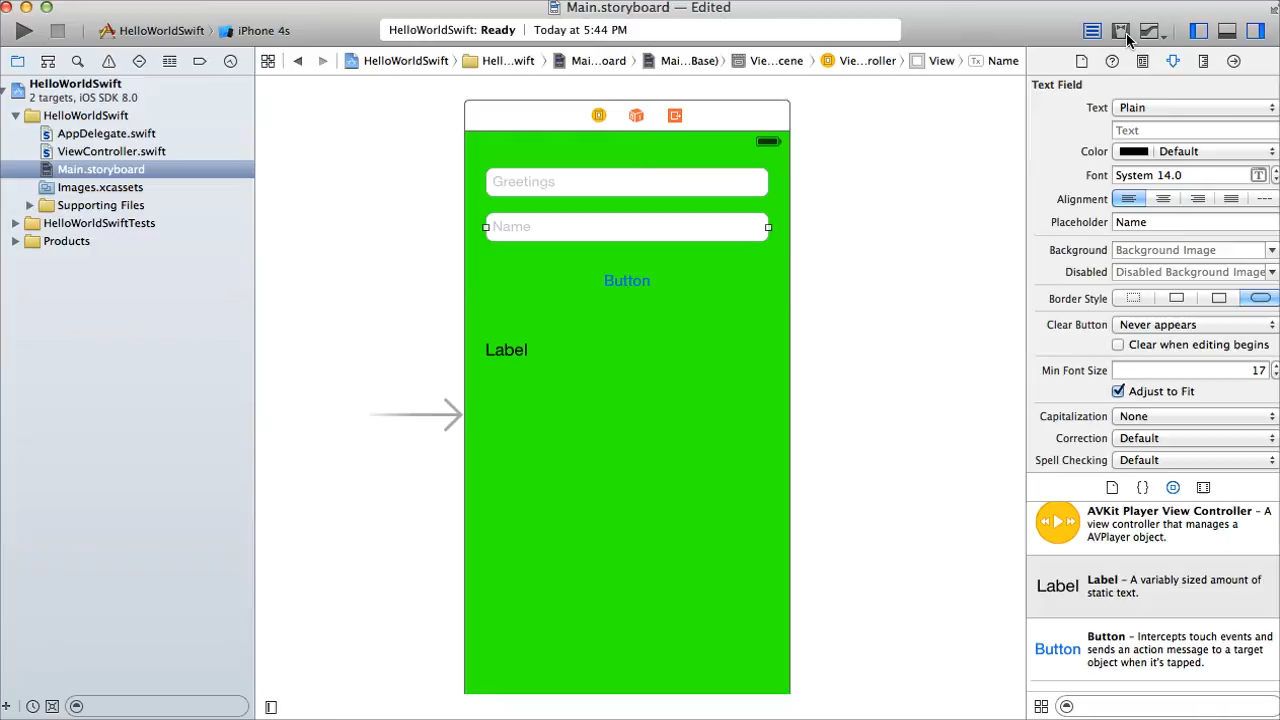 Main.storyboard — Edited
HelloWorldSwift
iPhone 4s
HelloWorldSwift: Ready
Today at 5:44 PM
HelloWorldSwift
Hell...wift
Mai...oard
Mai...Base)
Vie...cene
Vie...roller
View
Name
HelloWorldSwift
2 targets, iOS SDK 8.0
HelloWorldSwift
AppDelegate.swift
ViewController.swift
Main.storyboard
Images.xcassets
Supporting Files
HelloWorldSwiftTests
Products
Greetings
Name
Button
Label
Text Field
Text Plain
Text
Color Default
Font System 14.0
Alignment
Placeholder Name
Background Background Image
Disabled Disabled Background Image
Border Style
Clear Button Never appears
Clear when editing begins
Min Font Size 17
Adjust to Fit
Capitalization None
Correction Default
Spell Checking Default
AVKit Player View Controller – A
view controller that manages a
AVPlayer object.
Label
Label – A variably sized amount of
static text.
Button
Button – Intercepts touch events and
sends an action message to a target
object when it's tapped.